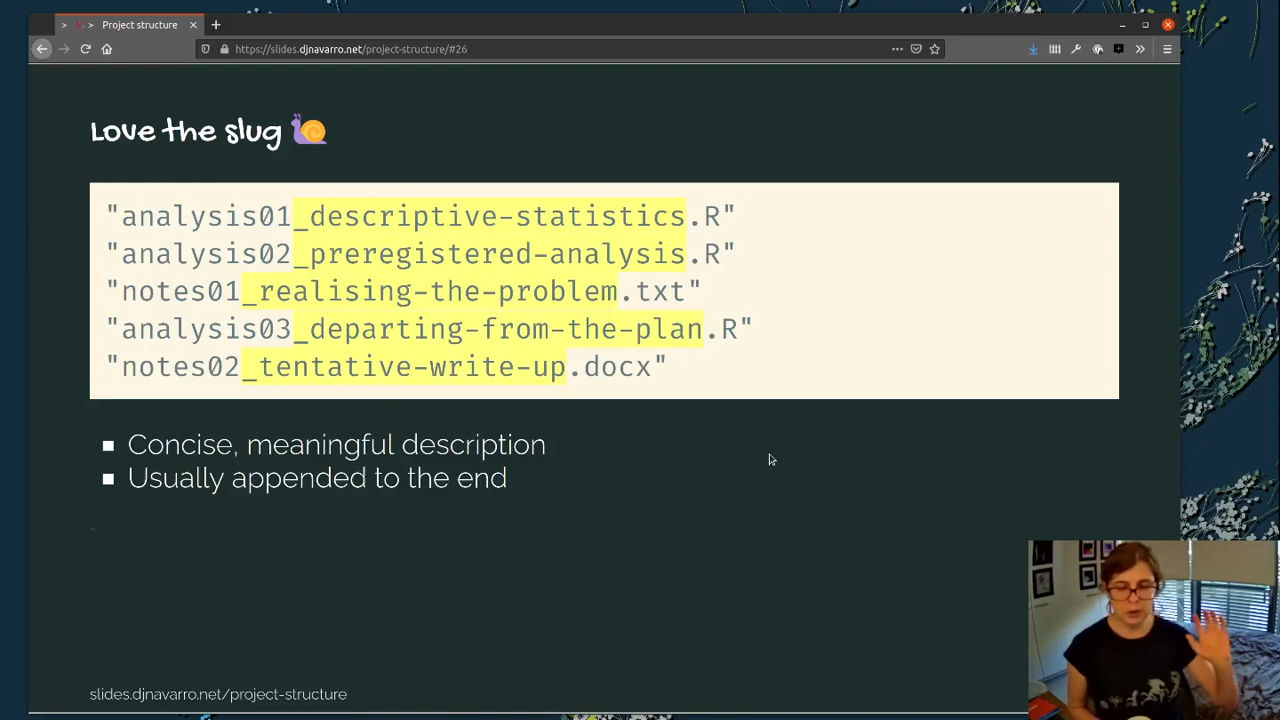 Project structure
https://slides.djnavarro.net/project-structure/#26
Love the slug
"analysis01_descriptive-statistics.R"
"analysis02_preregistered-analysis.R"
"notes01_realising-the-problem.txt"
"analysis03_departing-from-the-plan.R"
"notes02_tentative-write-up.docx"
Concise, meaningful description
Usually appended to the end
slides.djnavarro.net/project-structure